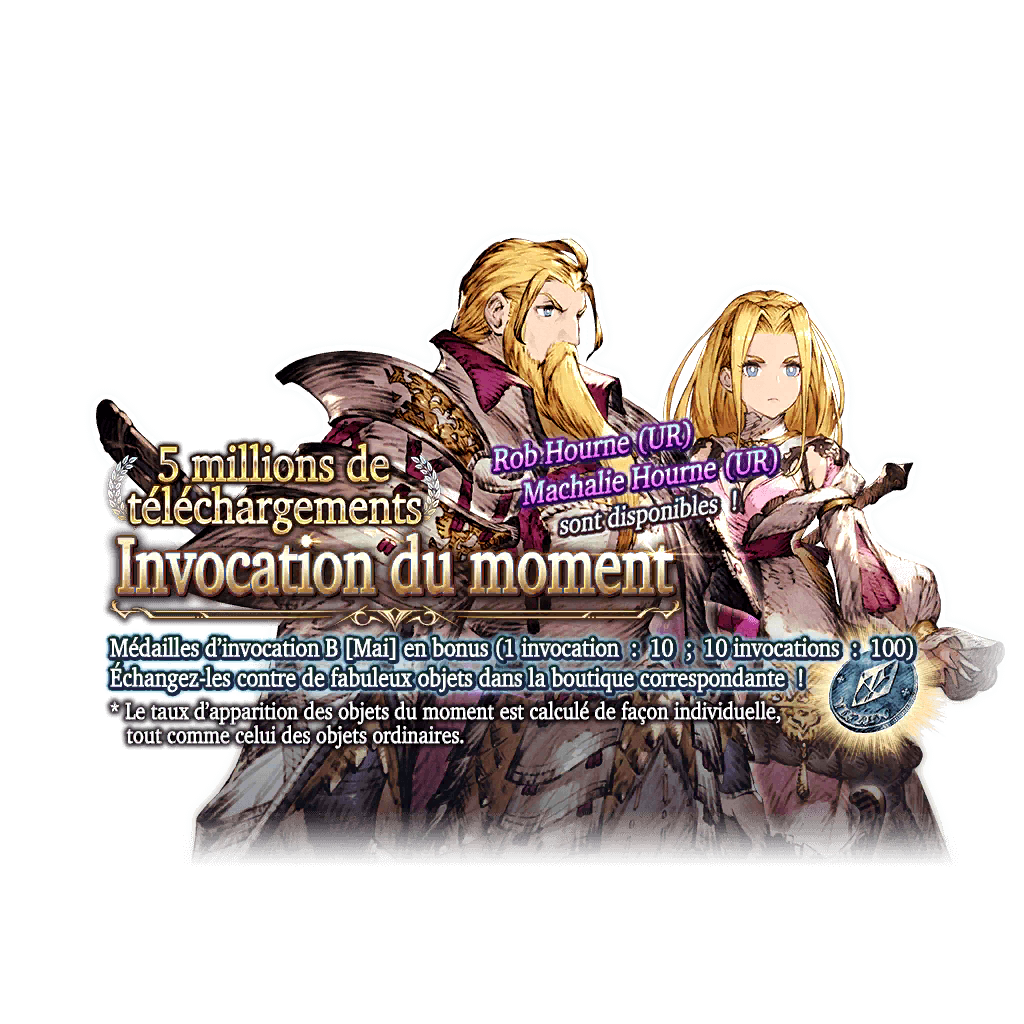 5 millions de
téléchargements
Rob Hourne (UR)
Machalie Hourne (UR)
sont disponibles !
Invocation du moment
Médailles d'invocation B [Mai] en bonus (1 invocation : 10 ; 10 invocations : 100)
Échangez-les contre de fabuleux objets dans la boutique correspondante !
* Le taux d'apparition des objets du moment est calculé de façon individuelle,
tout comme celui des objets ordinaires.